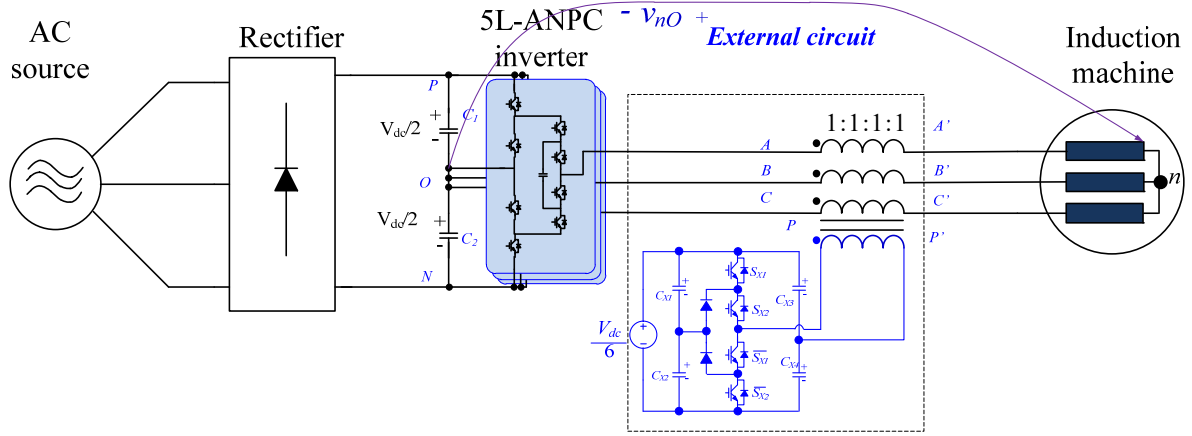 AC
source
Rectifier
5L-ANPC
inverter
- vnO +
External circuit
Induction
machine
P
+
C1
Vdc/2
-
O
Vdc/2
+
C2
-
N
1:1:1:1
A
A'
B
B'
C
C'
P
P'
n
Vdc
6
+
-
CX1
+
-
CX2
+
-
SX1
SX2
SX1
SX2
CX3
+
-
CX4
+
-